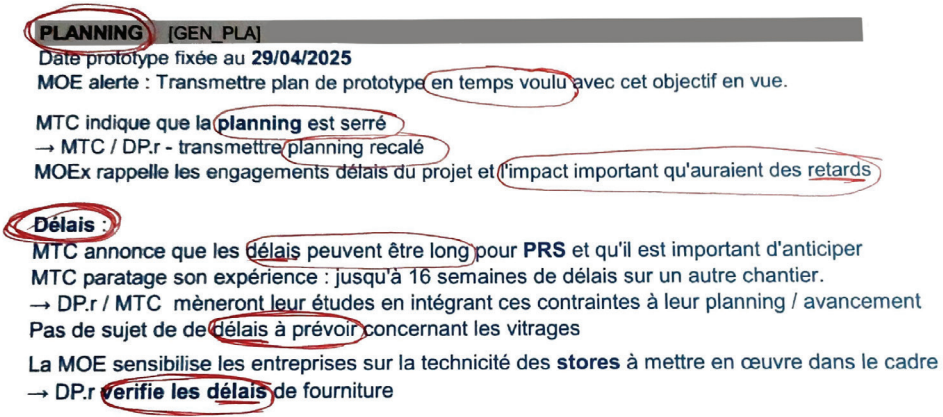 PLANNING [GEN_PLA]
Date prototype fixée au 29/04/2025
MOE alerte : Transmettre plan de prototype en temps voulu avec cet objectif en vue.
MTC indique que la planning est serré
→ MTC / DP.r - transmettre planning recalé
MOEx rappelle les engagements délais du projet et l'impact important qu'auraient des retards
Délais :
MTC annonce que les délais peuvent être long pour PRS et qu'il est important d'anticiper
MTC paratage son expérience : jusqu'à 16 semaines de délais sur un autre chantier.
→ DP.r / MTC mèneront leur études en intégrant ces contraintes à leur planning / avancement
Pas de sujet de de délais à prévoir concernant les vitrages
La MOE sensibilise les entreprises sur la technicité des stores à mettre en œuvre dans le cadre
→ DP.r verifie les délais de fourniture